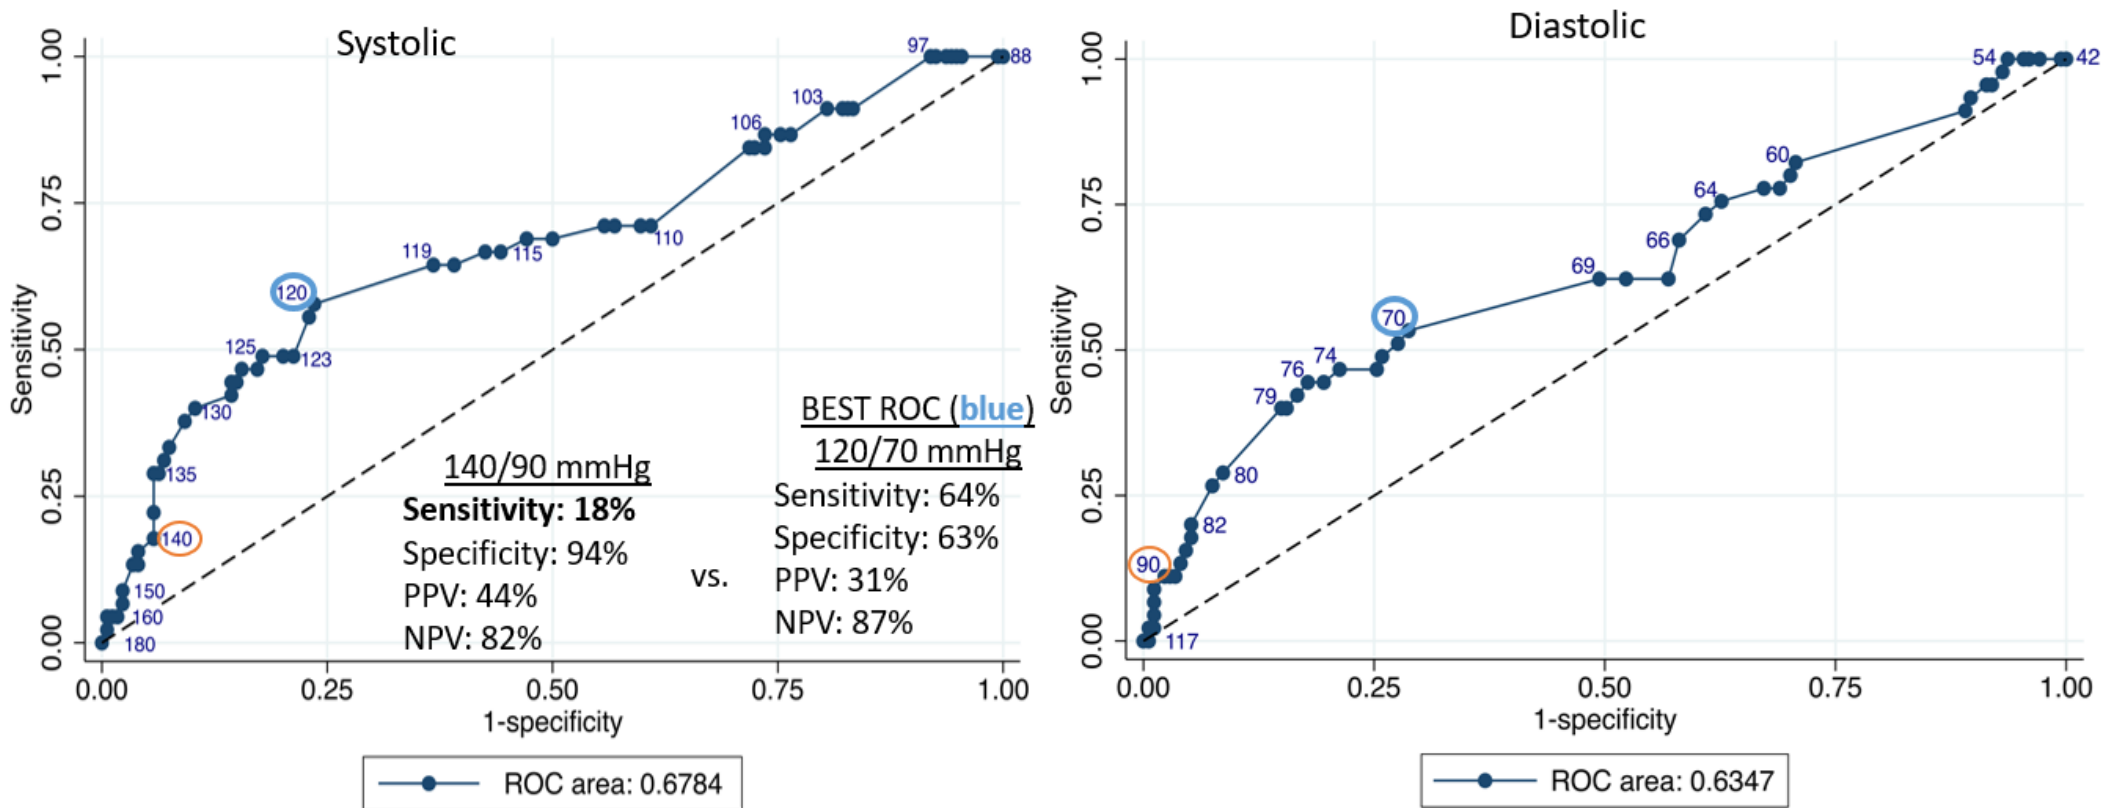 Systolic
Sensitivity
1.00
0.75
0.50
0.25
0.00
97
88
103
106
110
115
119
120
123
125
130
135
140
150
160
180
140/90 mmHg
Sensitivity: 18%
Specificity: 94%
PPV: 44%
NPV: 82%
vs.
BEST ROC (blue)
120/70 mmHg
Sensitivity: 64%
Specificity: 63%
PPV: 31%
NPV: 87%
0.00 0.25 0.50 0.75 1.00
1-specificity
ROC area: 0.6784
Diastolic
Sensitivity
1.00
0.75
0.50
0.25
0.00
54
42
60
64
66
69
70
74
76
79
80
82
90
117
0.00 0.25 0.50 0.75 1.00
1-specificity
ROC area: 0.6347